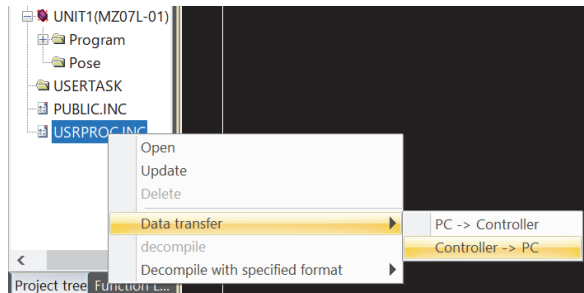 UNIT1(MZ07L-01)
Program
Pose
USERTASK
PUBLIC.INC
USRPROC.INC
Open
Update
Delete
Data transfer
PC -> Controller
decompile
Controller -> PC
Decompile with specified format
Project tree Function L...